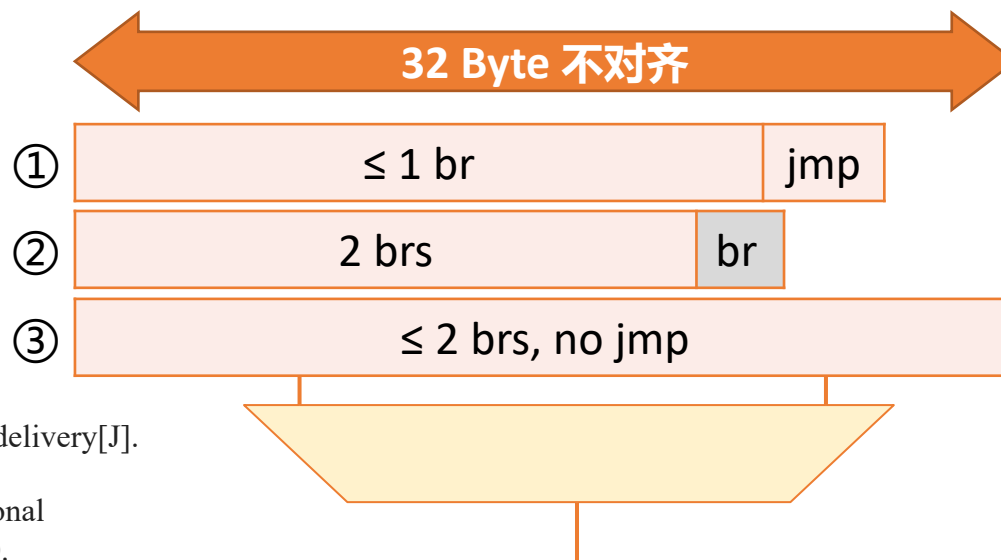 32 Byte 不对齐
① ≤ 1 br jmp
② 2 brs br
③ ≤ 2 brs, no jmp
delivery[J].
onal